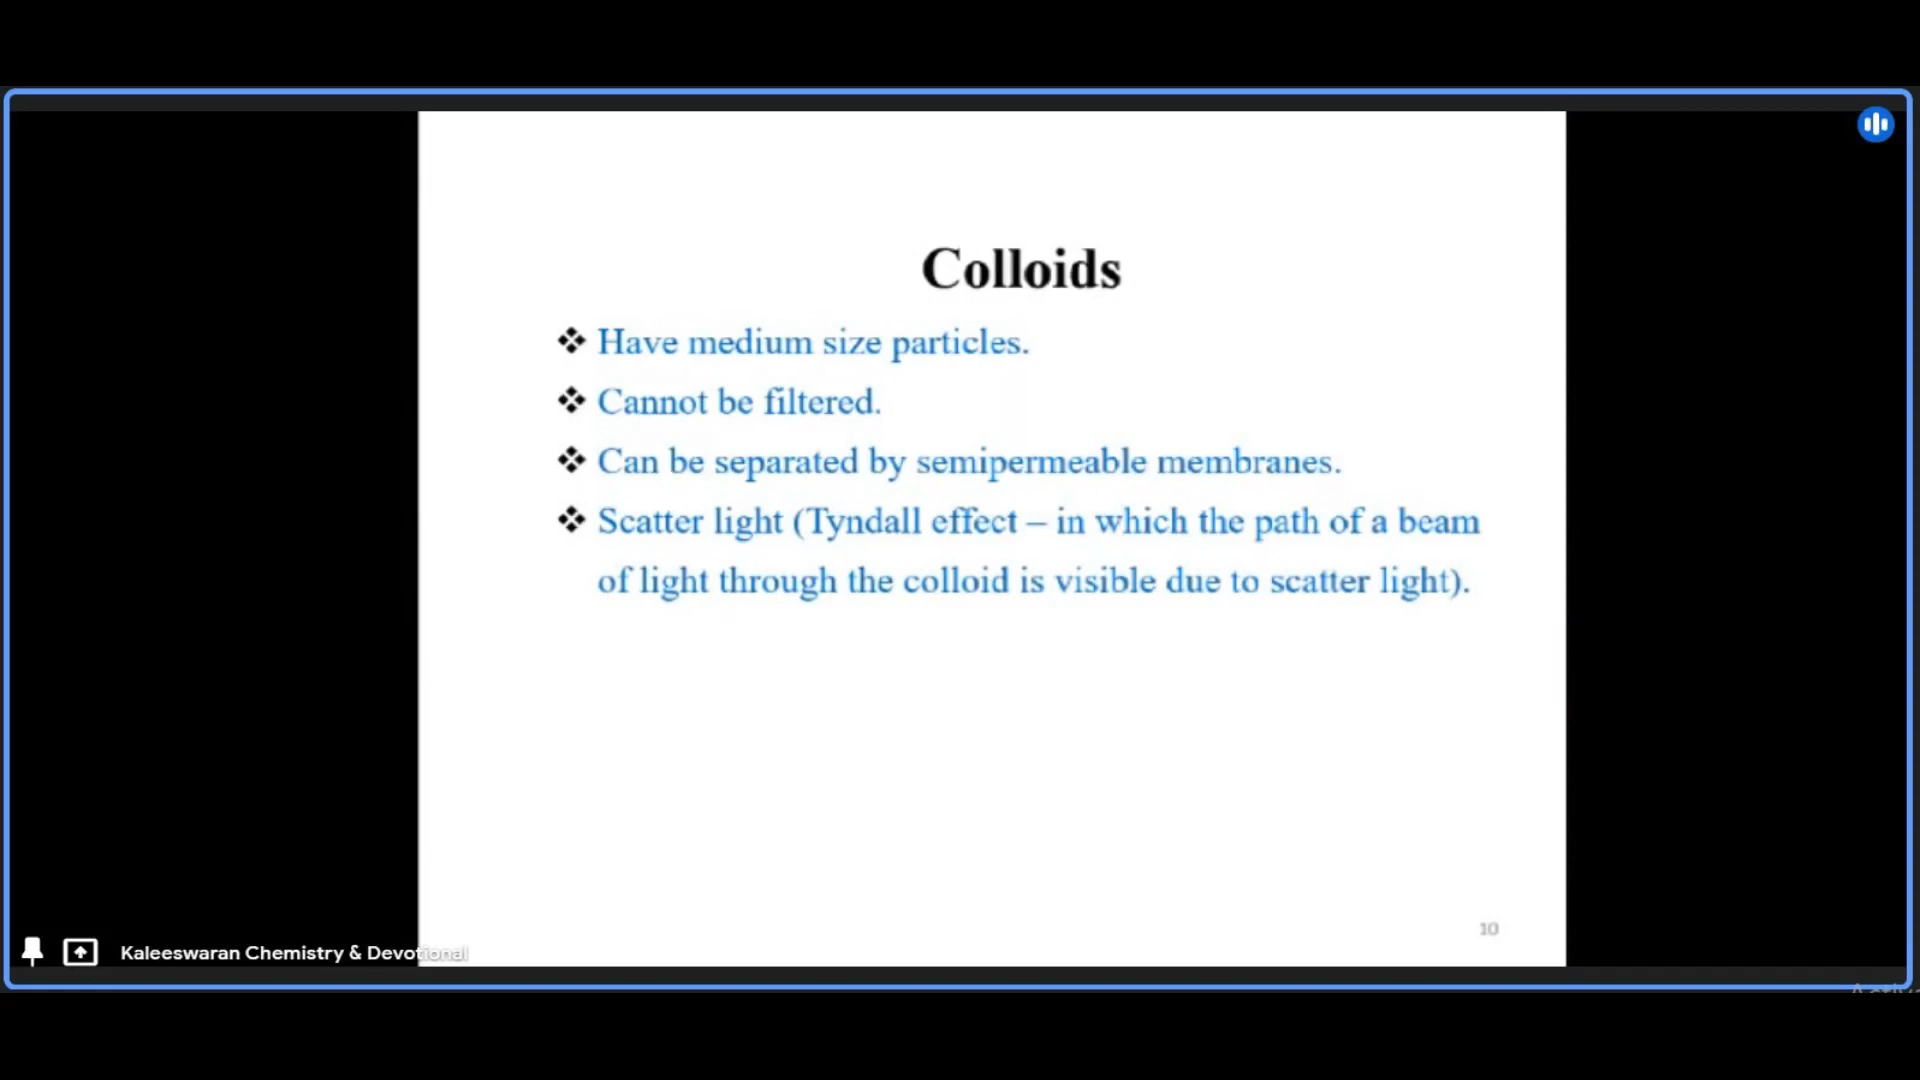 Colloids
❖ Have medium size particles.
❖ Cannot be filtered.
❖ Can be separated by semipermeable membranes.
❖ Scatter light (Tyndall effect – in which the path of a beam
of light through the colloid is visible due to scatter light).
10
Kaleeswaran Chemistry & Devotional